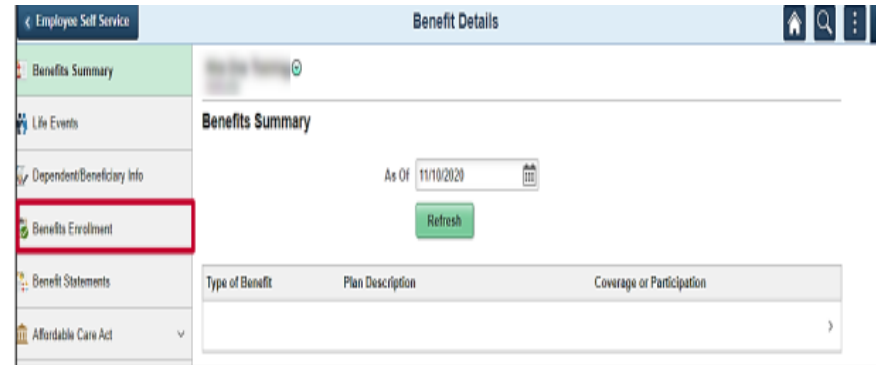 Employee Self Service
Benefit Details
Benefits Summary
Life Events
Dependent/Beneficiary Info
Benefits Enrollment
Benefit Statements
Affordable Care Act
Benefits Summary
As Of 11/10/2020
Refresh
Type of Benefit Plan Description Coverage or Participation